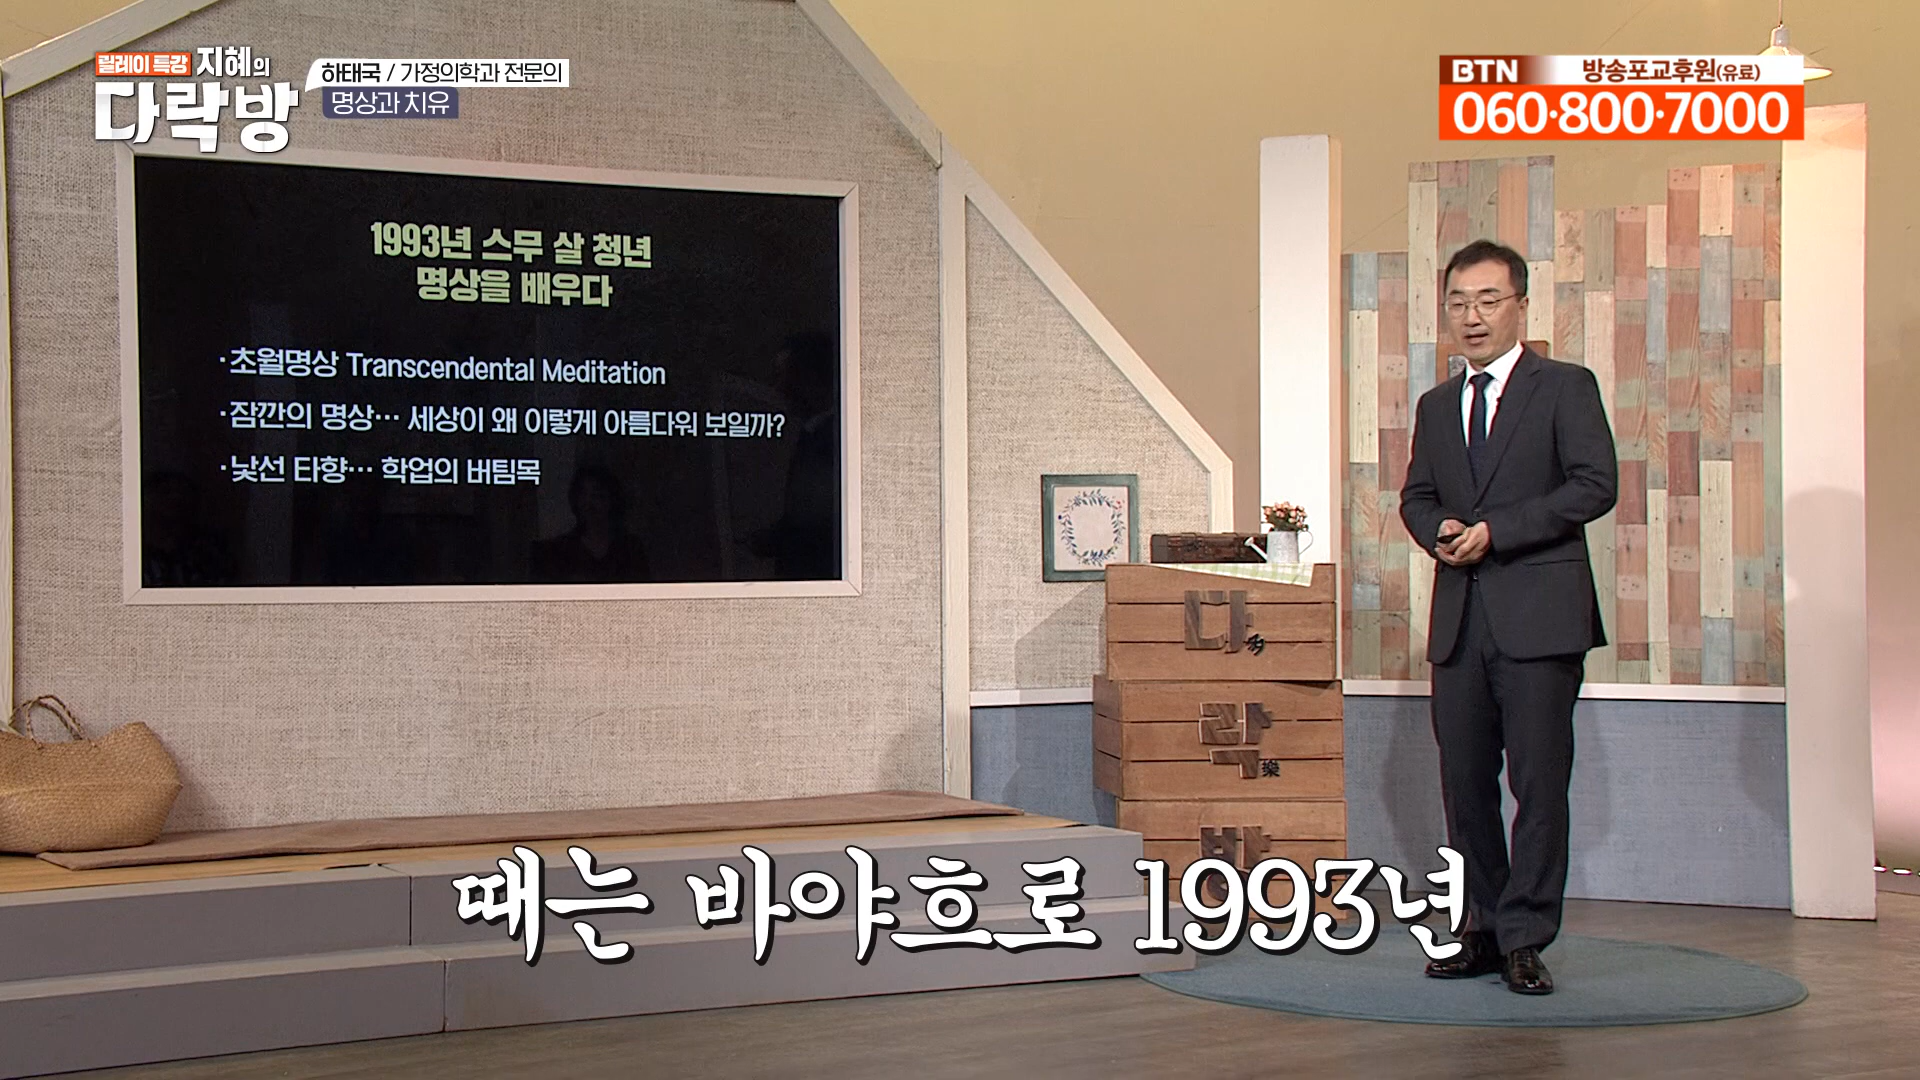 릴레이 특강 지혜의
다락방
하태국 / 가정의학과 전문의
명상과 치유
BTN 방송포교후원(유료)
060·800·7000
1993년 스무 살 청년
명상을 배우다
·초월명상 Transcendental Meditation
·잠깐의 명상… 세상이 왜 이렇게 아름다워 보일까?
·낯선 타향… 학업의 버팀목
다 多
락 樂
방
때는 바야흐로 1993년